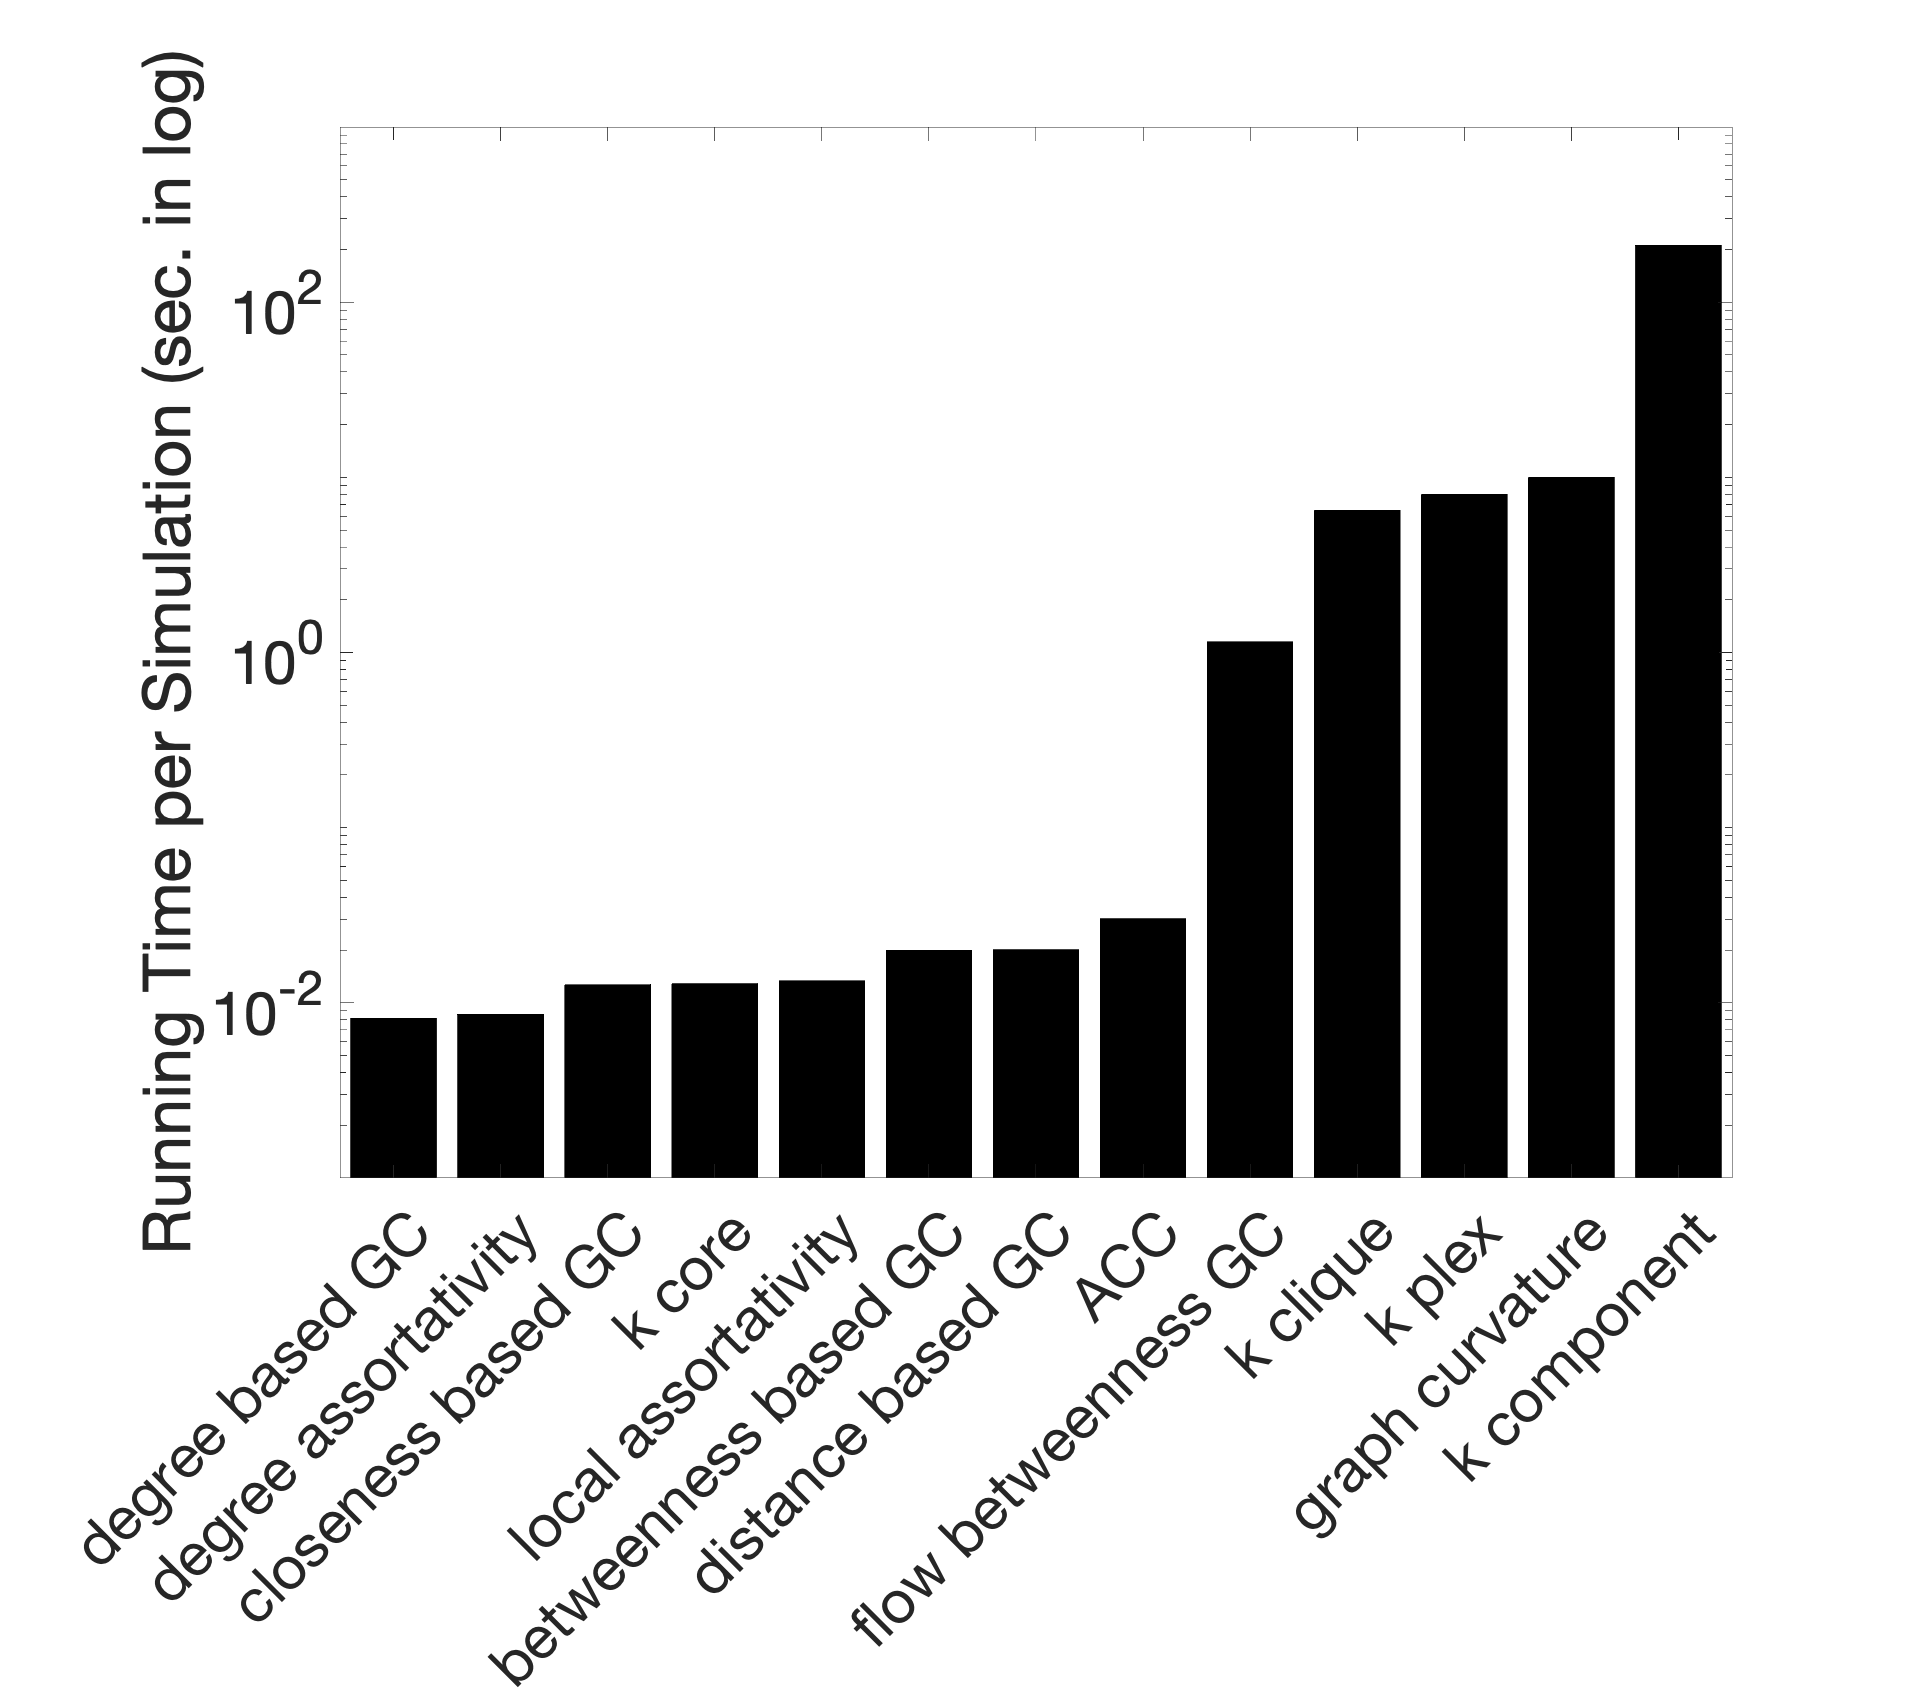 Running Time per Simulation (sec. in log)
10^2
10^0
10^-2
degree based GC
degree assortativity
closeness based GC
k core
local assortativity
betweenness based GC
distance based GC
ACC
flow betweenness GC
k clique
k plex
graph curvature
k component